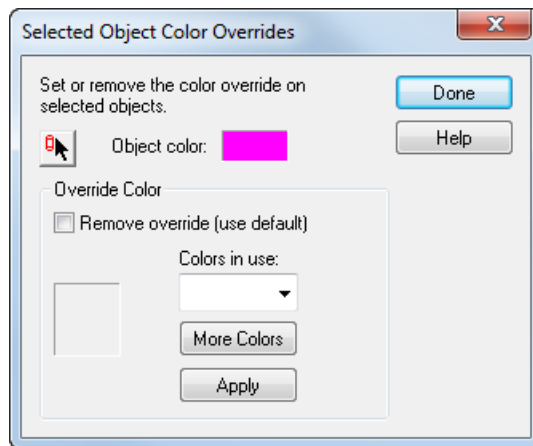 Selected Object Color Overrides
Set or remove the color override on
selected objects.
Done
Help
Object color:
Override Color
Remove override (use default)
Colors in use:
More Colors
Apply